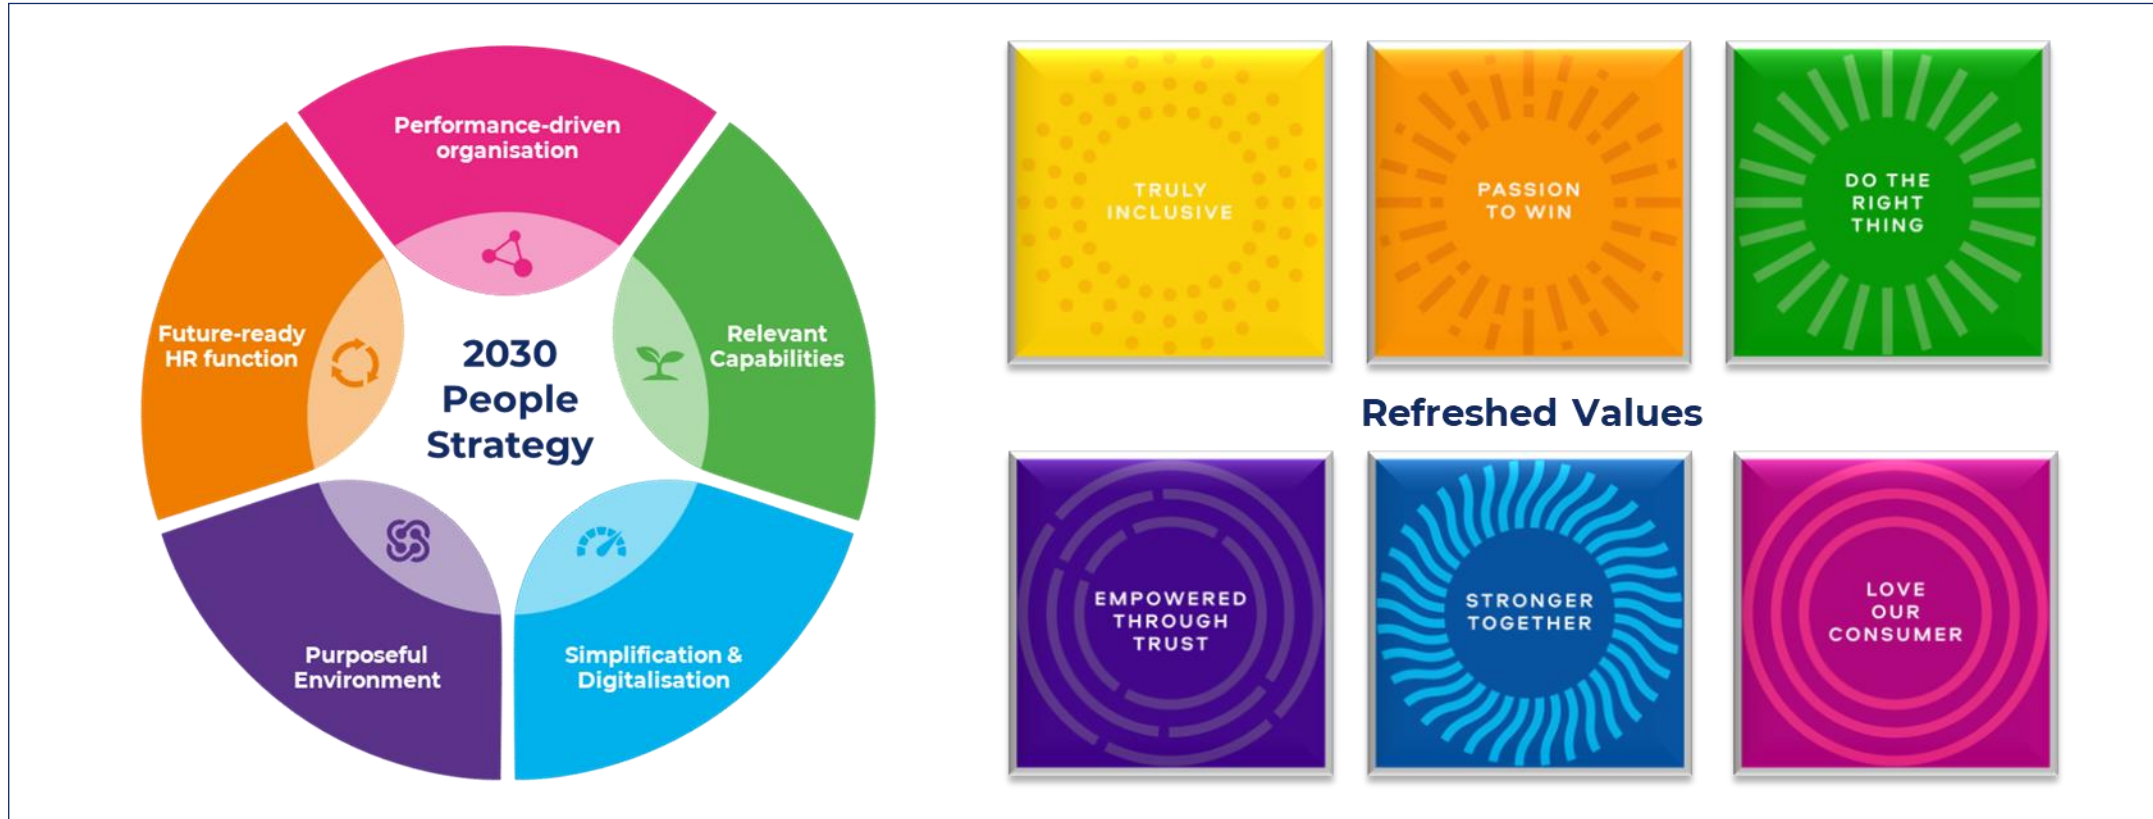 Performance-driven
organisation
Future-ready
HR function
Relevant
Capabilities
2030
People
Strategy
Purposeful
Environment
Simplification &
Digitalisation
TRULY
INCLUSIVE
PASSION
TO WIN
DO THE
RIGHT
THING
Refreshed Values
EMPOWERED
THROUGH
TRUST
STRONGER
TOGETHER
LOVE
OUR
CONSUMER